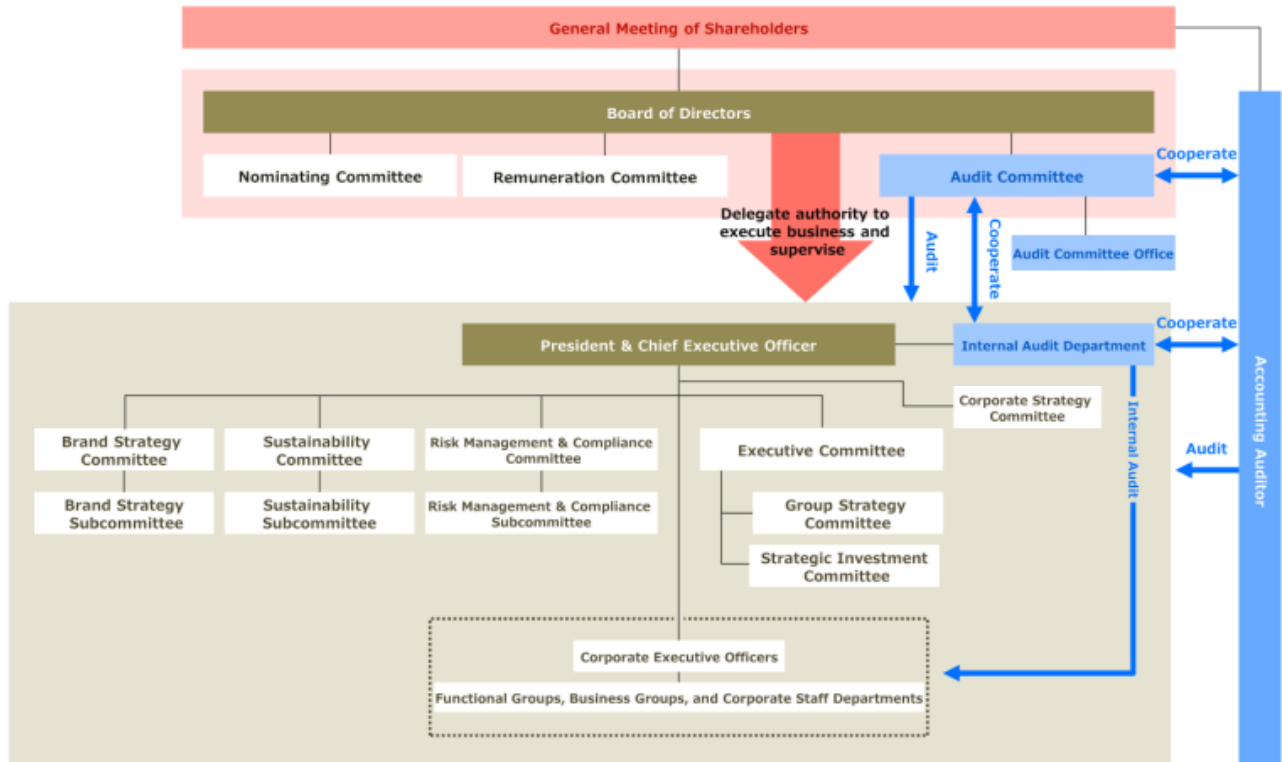 General Meeting of Shareholders
Board of Directors
Nominating Committee
Remuneration Committee
Audit Committee
Cooperate
Delegate authority to
execute business and
supervise
Audit
Cooperate
Audit Committee Office
President & Chief Executive Officer
Internal Audit Department
Cooperate
Accounting Auditor
Corporate Strategy
Committee
Brand Strategy
Committee
Sustainability
Committee
Risk Management & Compliance
Committee
Executive Committee
Internal Audit
Audit
Brand Strategy
Subcommittee
Sustainability
Subcommittee
Risk Management & Compliance
Subcommittee
Group Strategy
Committee
Strategic Investment
Committee
Corporate Executive Officers
Functional Groups, Business Groups, and Corporate Staff Departments